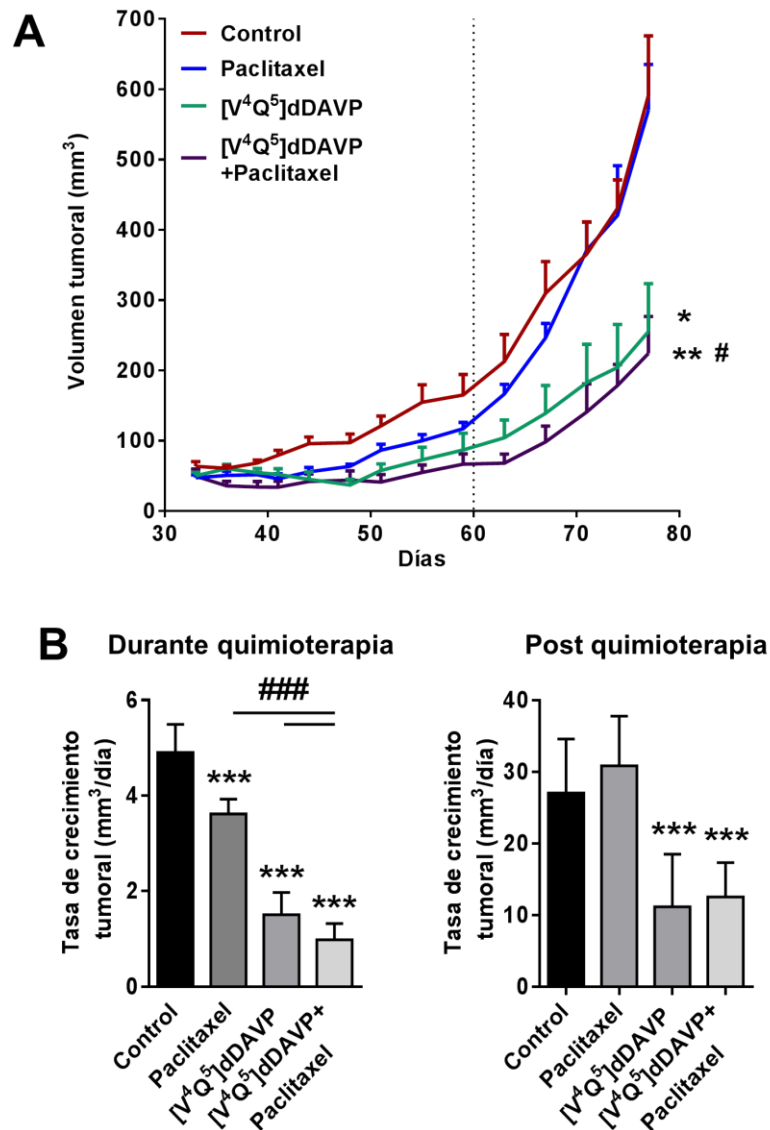 A
Control
Paclitaxel
[V⁴Q⁵]dDAVP
[V⁴Q⁵]dDAVP
+Paclitaxel
Volumen tumoral (mm³)
700
600
500
400
300
200
100
0
30
40
50
60
70
80
Días
*
** #
B
Durante quimioterapia
###
Tasa de crecimiento
tumoral (mm³/día)
6
4
2
0
***
***
***
Control
Paclitaxel
[V⁴Q⁵]dDAVP
[V⁴Q⁵]dDAVP+
Paclitaxel
Post quimioterapia
Tasa de crecimiento
tumoral (mm³/día)
40
30
20
10
0
***
***
Control
Paclitaxel
[V⁴Q⁵]dDAVP
[V⁴Q⁵]dDAVP+
Paclitaxel